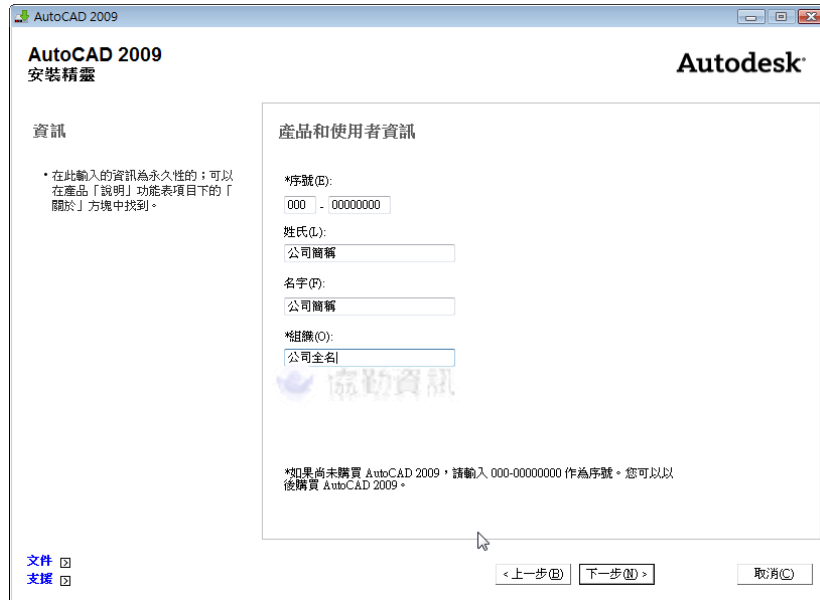 AutoCAD 2009
AutoCAD 2009
安裝精靈
Autodesk
資訊
•在此輸入的資訊為永久性的；可以
在產品「說明」功能表項目下的「
關於」方塊中找到。
產品和使用者資訊
*序號(E):
000 - 00000000
姓氏(L):
公司簡稱
名字(F):
公司簡稱
*組織(O):
公司全名
協勤資訊
*如果尚未購買 AutoCAD 2009，請輸入 000-00000000 作為序號。您可以以
後購買 AutoCAD 2009。
文件
支援
<上一步(B)
下一步(N)>
取消(C)